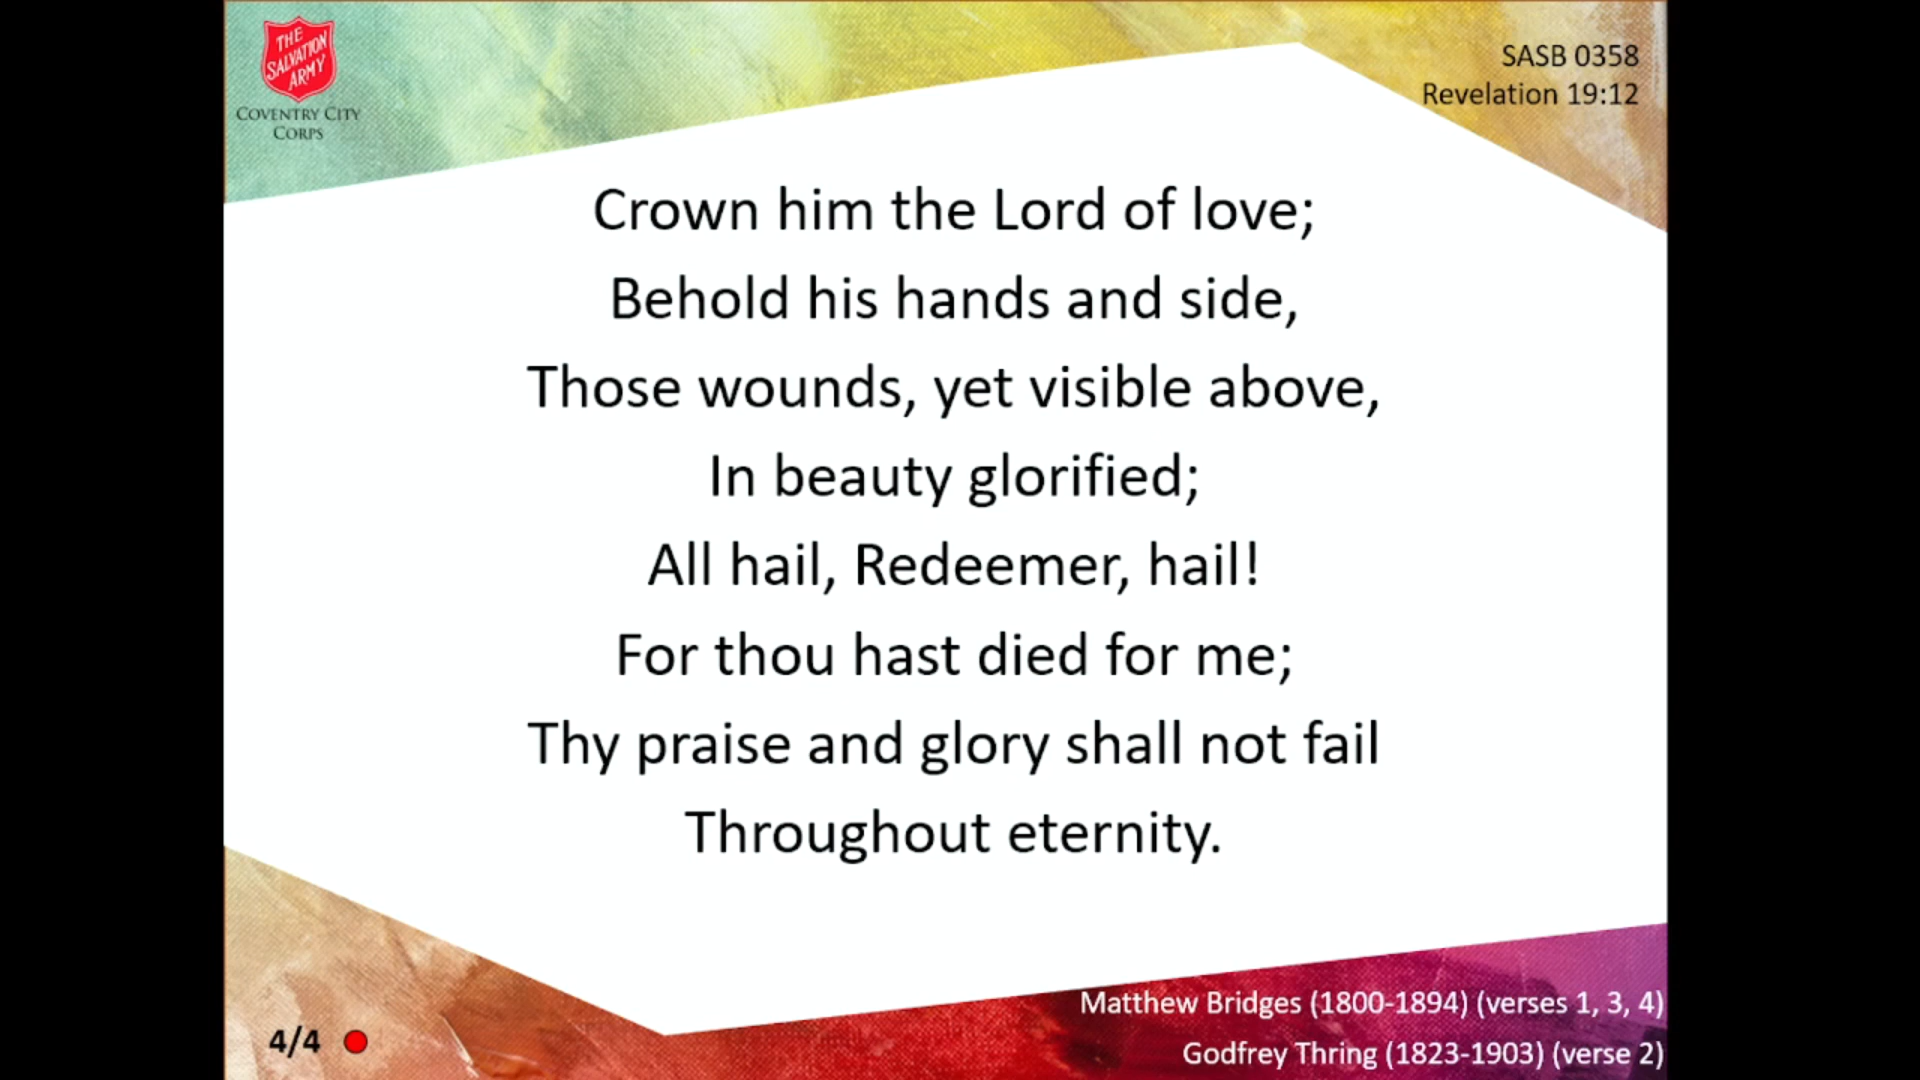 THE
SALVATION
ARMY
COVENTRY CITY
CORPS
SASB 0358
Revelation 19:12
Crown him the Lord of love;
Behold his hands and side,
Those wounds, yet visible above,
In beauty glorified;
All hail, Redeemer, hail!
For thou hast died for me;
Thy praise and glory shall not fail
Throughout eternity.
Matthew Bridges (1800-1894) (verses 1, 3, 4)
Godfrey Thring (1823-1903) (verse 2)
4/4